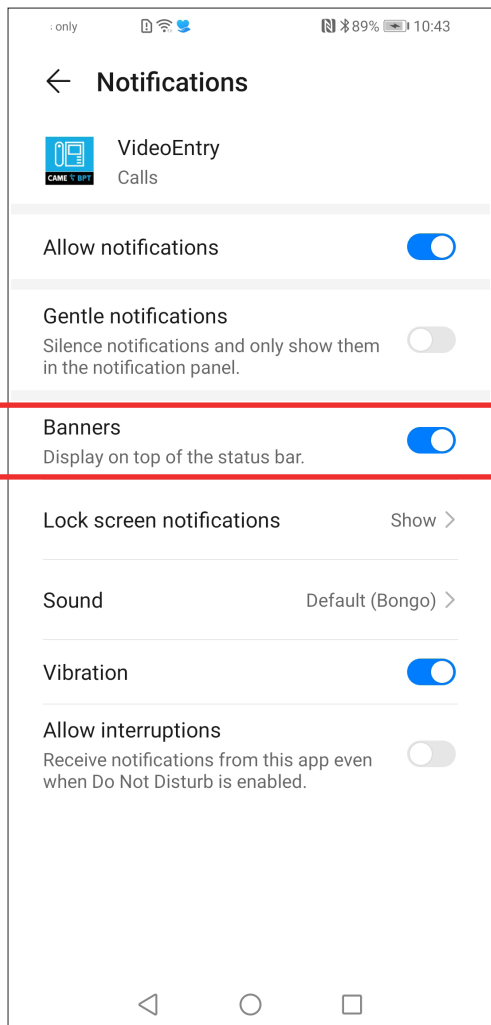 : only
89%
10:43
Notifications
VideoEntry
CAME BPT
Calls
Allow notifications
Gentle notifications
Silence notifications and only show them
in the notification panel.
Banners
Display on top of the status bar.
Lock screen notifications
Show
Sound
Default (Bongo)
Vibration
Allow interruptions
Receive notifications from this app even
when Do Not Disturb is enabled.